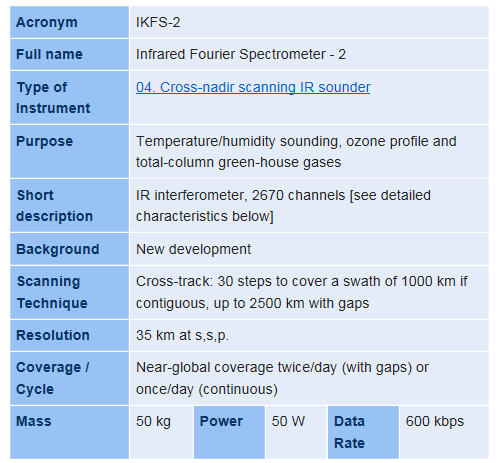 Acronym IKFS-2
Full name Infrared Fourier Spectrometer - 2
Type of 04. Cross-nadir scanning IR sounder
Instrument
Purpose Temperature/humidity sounding, ozone profile and
total-column green-house gases
Short IR interferometer, 2670 channels [see detailed
description characteristics below]
Background New development
Scanning Cross-track: 30 steps to cover a swath of 1000 km if
Technique contiguous, up to 2500 km with gaps
Resolution 35 km at s,s,p.
Coverage / Near-global coverage twice/day (with gaps) or
Cycle once/day (continuous)
Mass 50 kg Power 50 W Data 600 kbps
Rate